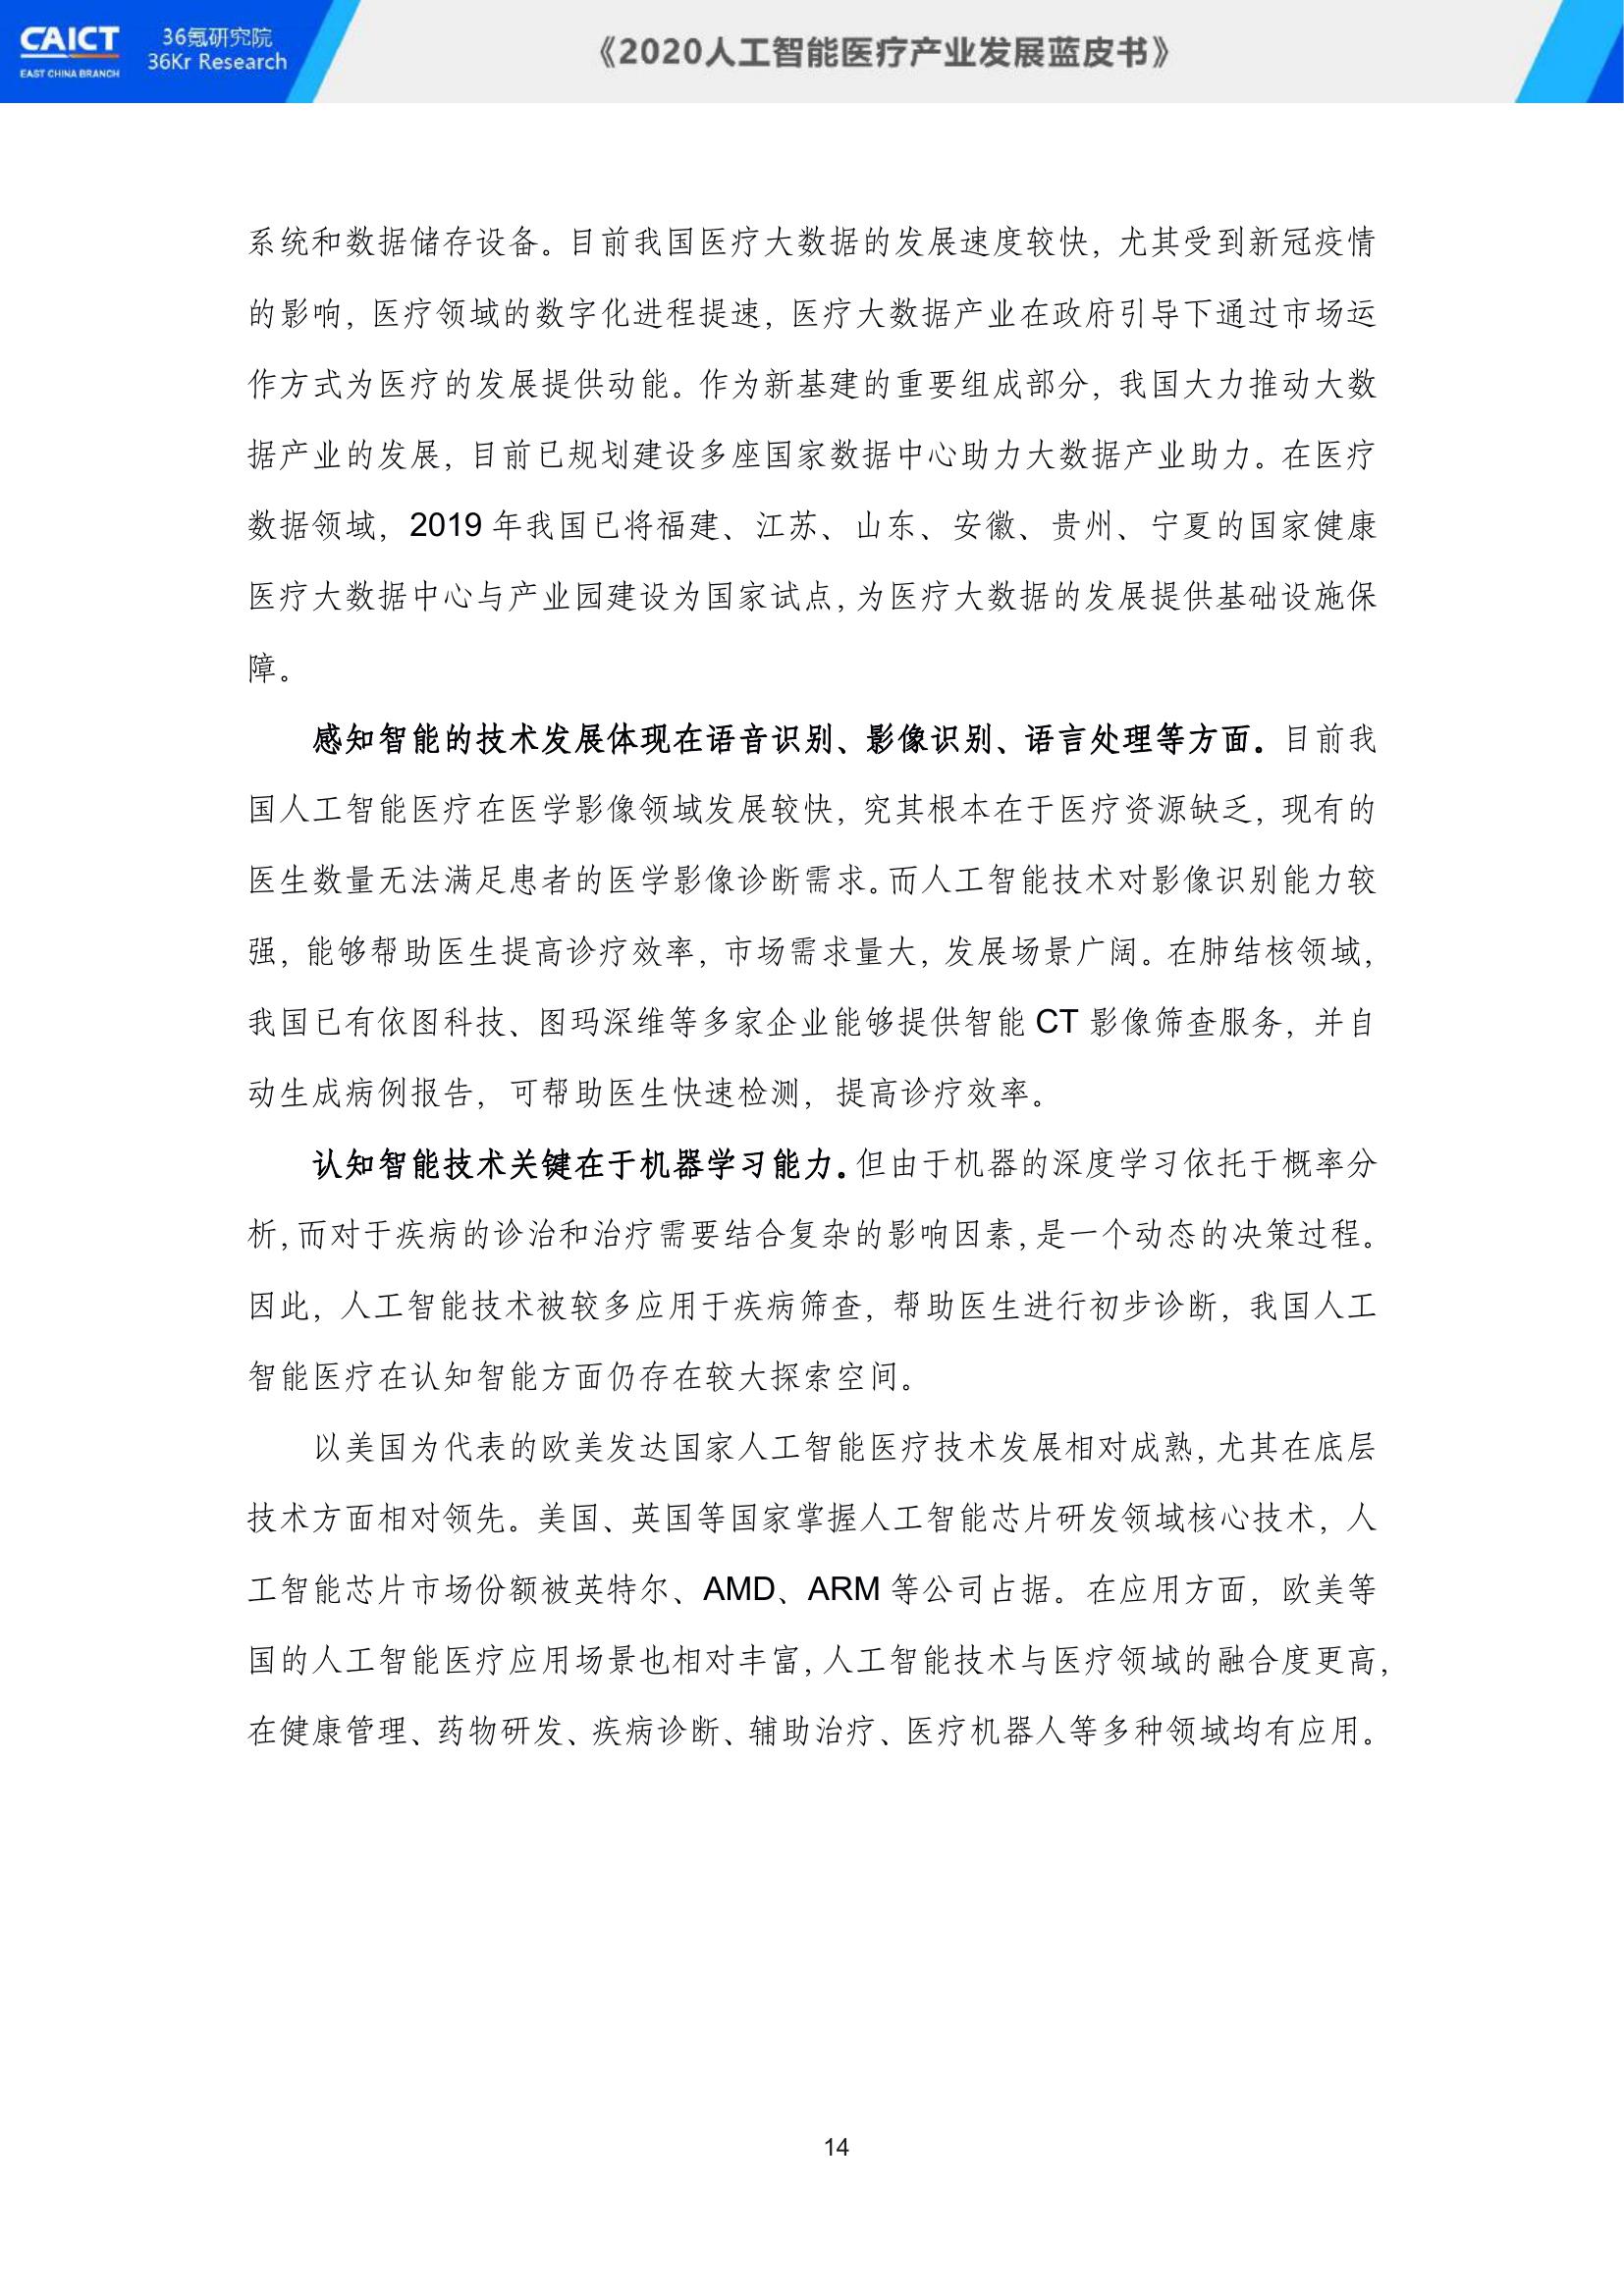 CAICT
EAST CHINA BRANCH
36氪研究院
36Kr Research
《2020人工智能医疗产业发展蓝皮书》
系统和数据储存设备。目前我国医疗大数据的发展速度较快，尤其受到新冠疫情
的影响，医疗领域的数字化进程提速，医疗大数据产业在政府引导下通过市场运
作方式为医疗的发展提供动能。作为新基建的重要组成部分，我国大力推动大数
据产业的发展，目前已规划建设多座国家数据中心助力大数据产业助力。在医疗
数据领域，2019 年我国已将福建、江苏、山东、安徽、贵州、宁夏的国家健康
医疗大数据中心与产业园建设为国家试点，为医疗大数据的发展提供基础设施保
障。
感知智能的技术发展体现在语音识别、影像识别、语言处理等方面。目前我
国人工智能医疗在医学影像领域发展较快，究其根本在于医疗资源缺乏，现有的
医生数量无法满足患者的医学影像诊断需求。而人工智能技术对影像识别能力较
强，能够帮助医生提高诊疗效率，市场需求量大，发展场景广阔。在肺结核领域，
我国已有依图科技、图玛深维等多家企业能够提供智能 CT 影像筛查服务，并自
动生成病例报告，可帮助医生快速检测，提高诊疗效率。
认知智能技术关键在于机器学习能力。但由于机器的深度学习依托于概率分
析，而对于疾病的诊治和治疗需要结合复杂的影响因素，是一个动态的决策过程。
因此，人工智能技术被较多应用于疾病筛查，帮助医生进行初步诊断，我国人工
智能医疗在认知智能方面仍存在较大探索空间。
以美国为代表的欧美发达国家人工智能医疗技术发展相对成熟，尤其在底层
技术方面相对领先。美国、英国等国家掌握人工智能芯片研发领域核心技术，人
工智能芯片市场份额被英特尔、AMD、ARM 等公司占据。在应用方面，欧美等
国的人工智能医疗应用场景也相对丰富，人工智能技术与医疗领域的融合度更高，
在健康管理、药物研发、疾病诊断、辅助治疗、医疗机器人等多种领域均有应用。
14